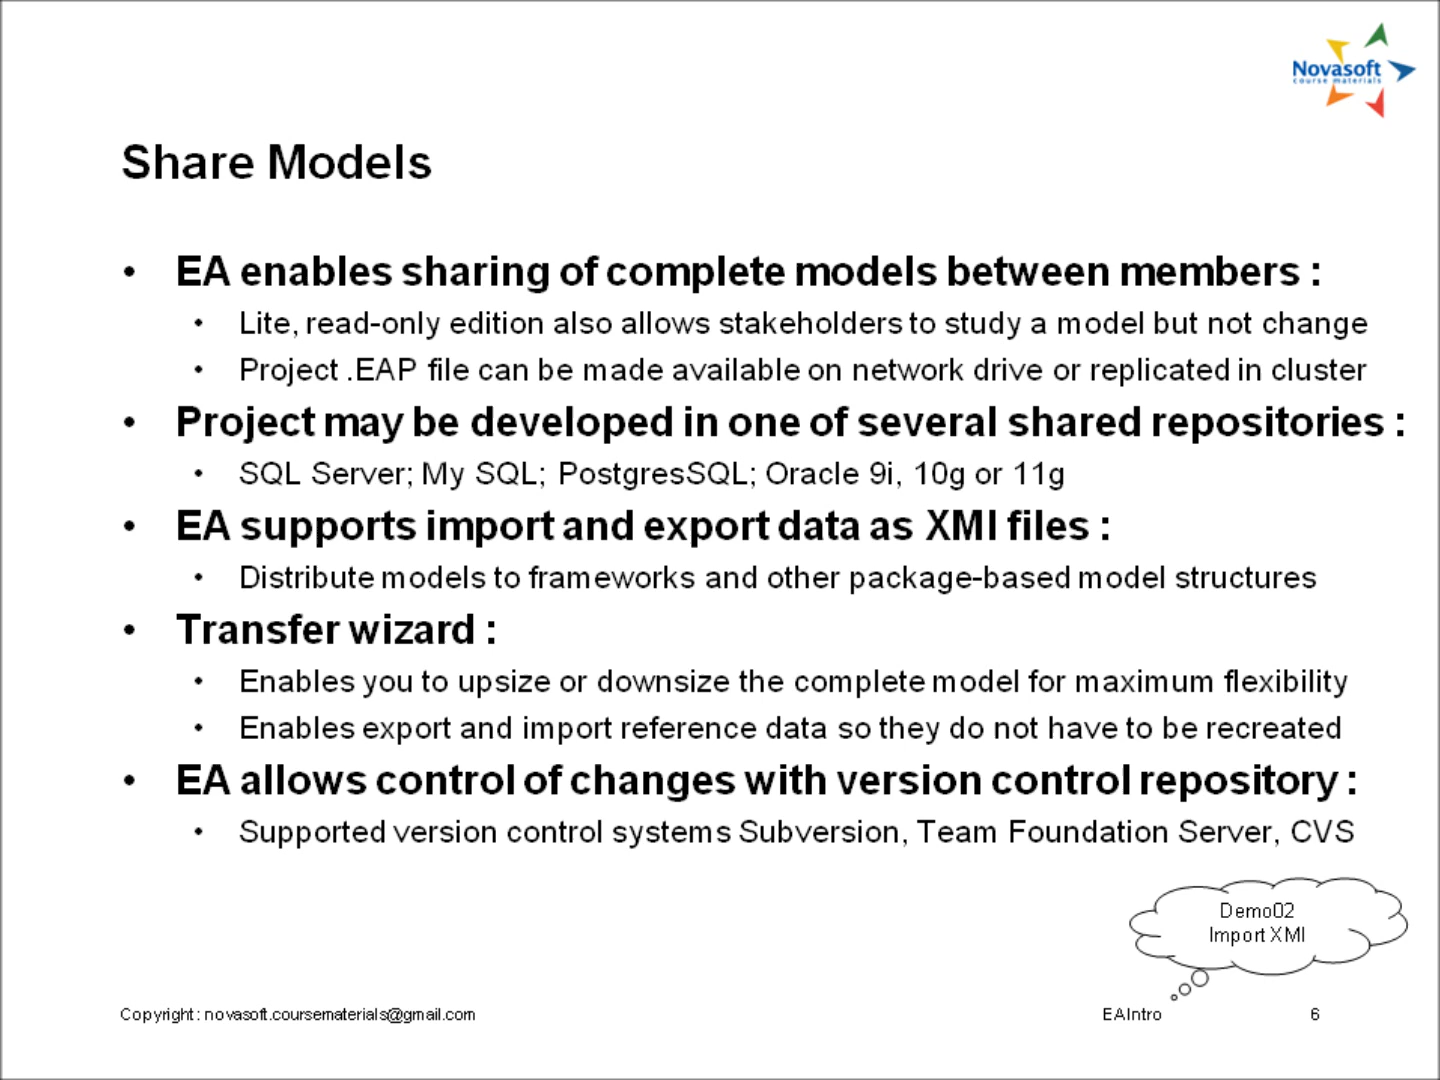 Novasoft
course materials
Share Models
• EA enables sharing of complete models between members :
• Lite, read-only edition also allows stakeholders to study a model but not change
• Project .EAP file can be made available on network drive or replicated in cluster
• Project may be developed in one of several shared repositories :
• SQL Server; My SQL; PostgresSQL; Oracle 9i, 10g or 11g
• EA supports import and export data as XMI files :
• Distribute models to frameworks and other package-based model structures
• Transfer wizard :
• Enables you to upsize or downsize the complete model for maximum flexibility
• Enables export and import reference data so they do not have to be recreated
• EA allows control of changes with version control repository :
• Supported version control systems Subversion, Team Foundation Server, CVS
Demo02
Import XMI
Copyright : novasoft.coursematerials@gmail.com
EAIntro
6